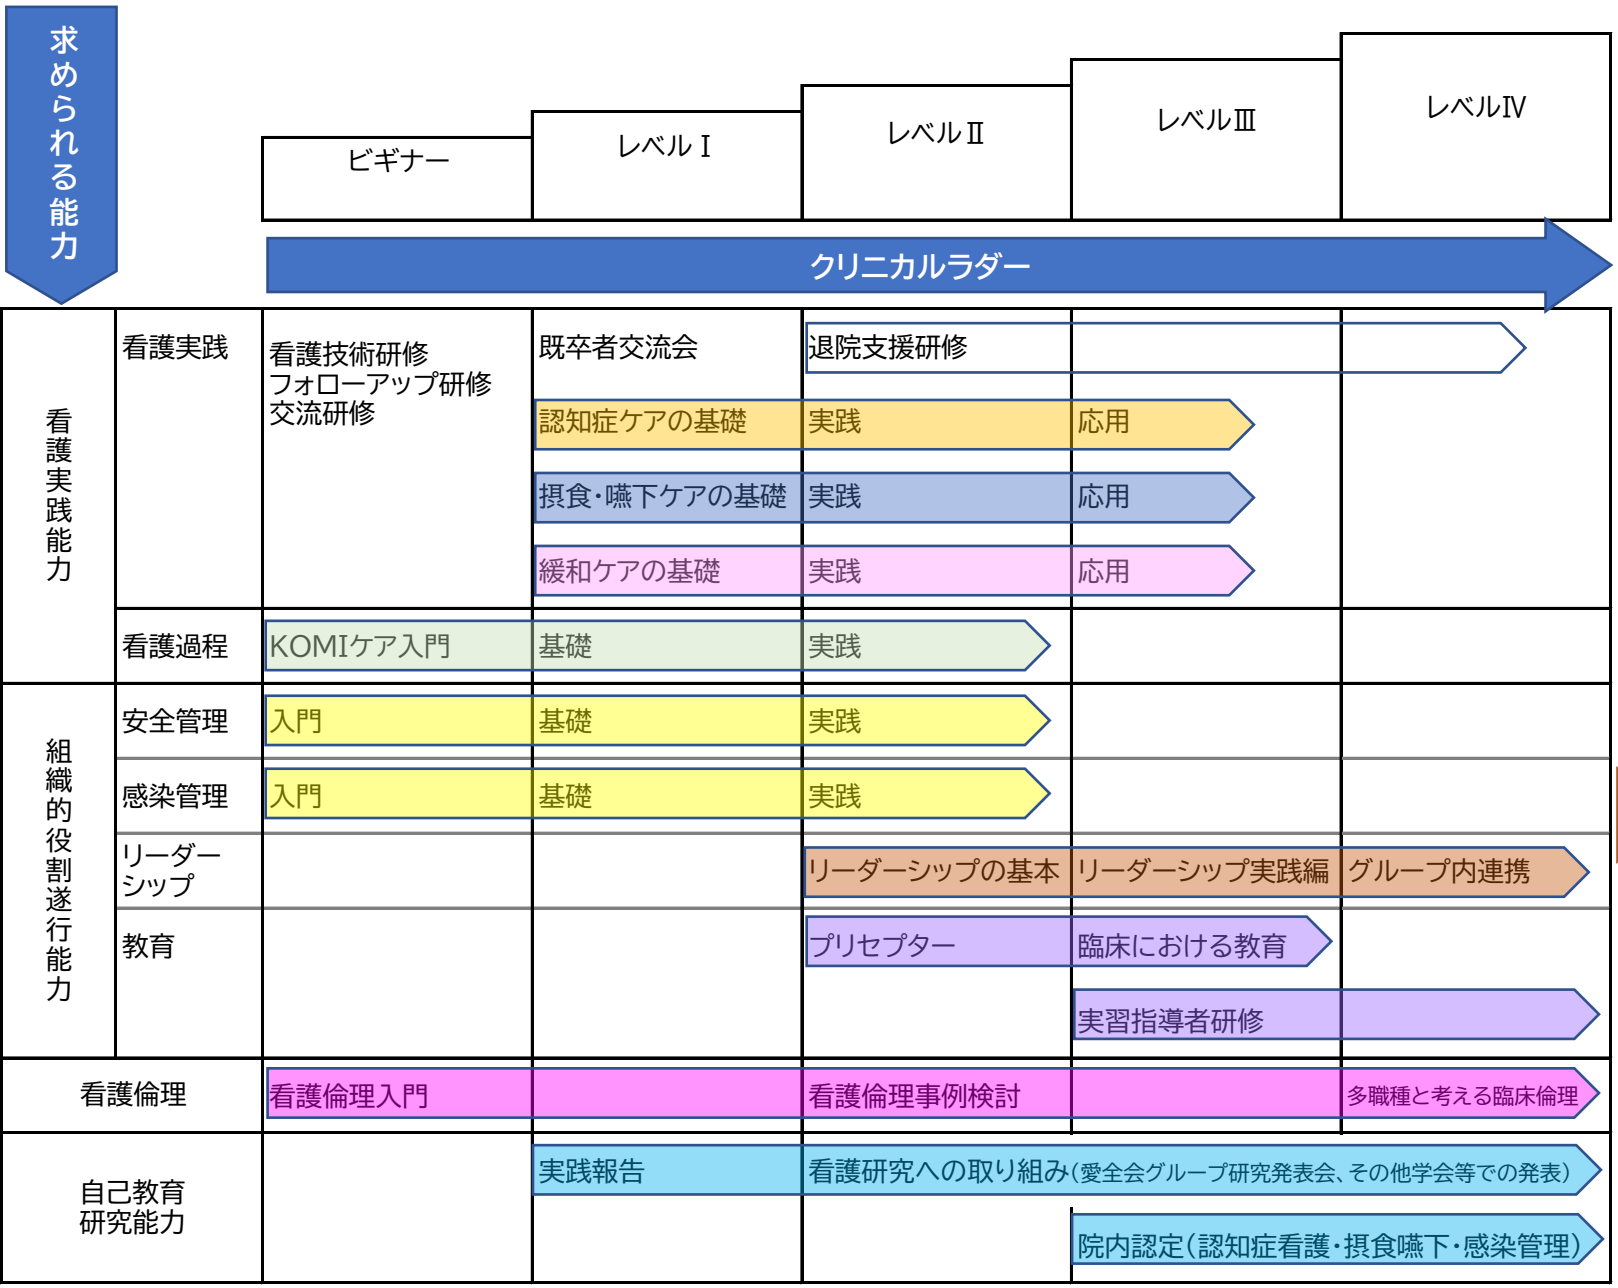 求められる能力
ビギナー
レベルⅠ
レベルⅡ
レベルⅢ
レベルⅣ
クリニカルラダー
看護実践能力
看護実践
看護技術研修
フォローアップ研修
交流研修
既卒者交流会
退院支援研修
認知症ケアの基礎 実践 応用
摂食・嚥下ケアの基礎 実践 応用
緩和ケアの基礎 実践 応用
看護過程
KOMIケア入門 基礎 実践
組織的役割遂行能力
安全管理
入門 基礎 実践
感染管理
入門 基礎 実践
リーダー
シップ
リーダーシップの基本 リーダーシップ実践編 グループ内連携
教育
プリセプター 臨床における教育
実習指導者研修
看護倫理
看護倫理入門 看護倫理事例検討 多職種と考える臨床倫理
自己教育
研究能力
実践報告 看護研究への取り組み(愛全会グループ研究発表会、その他学会等での発表)
院内認定(認知症看護・摂食嚥下・感染管理)